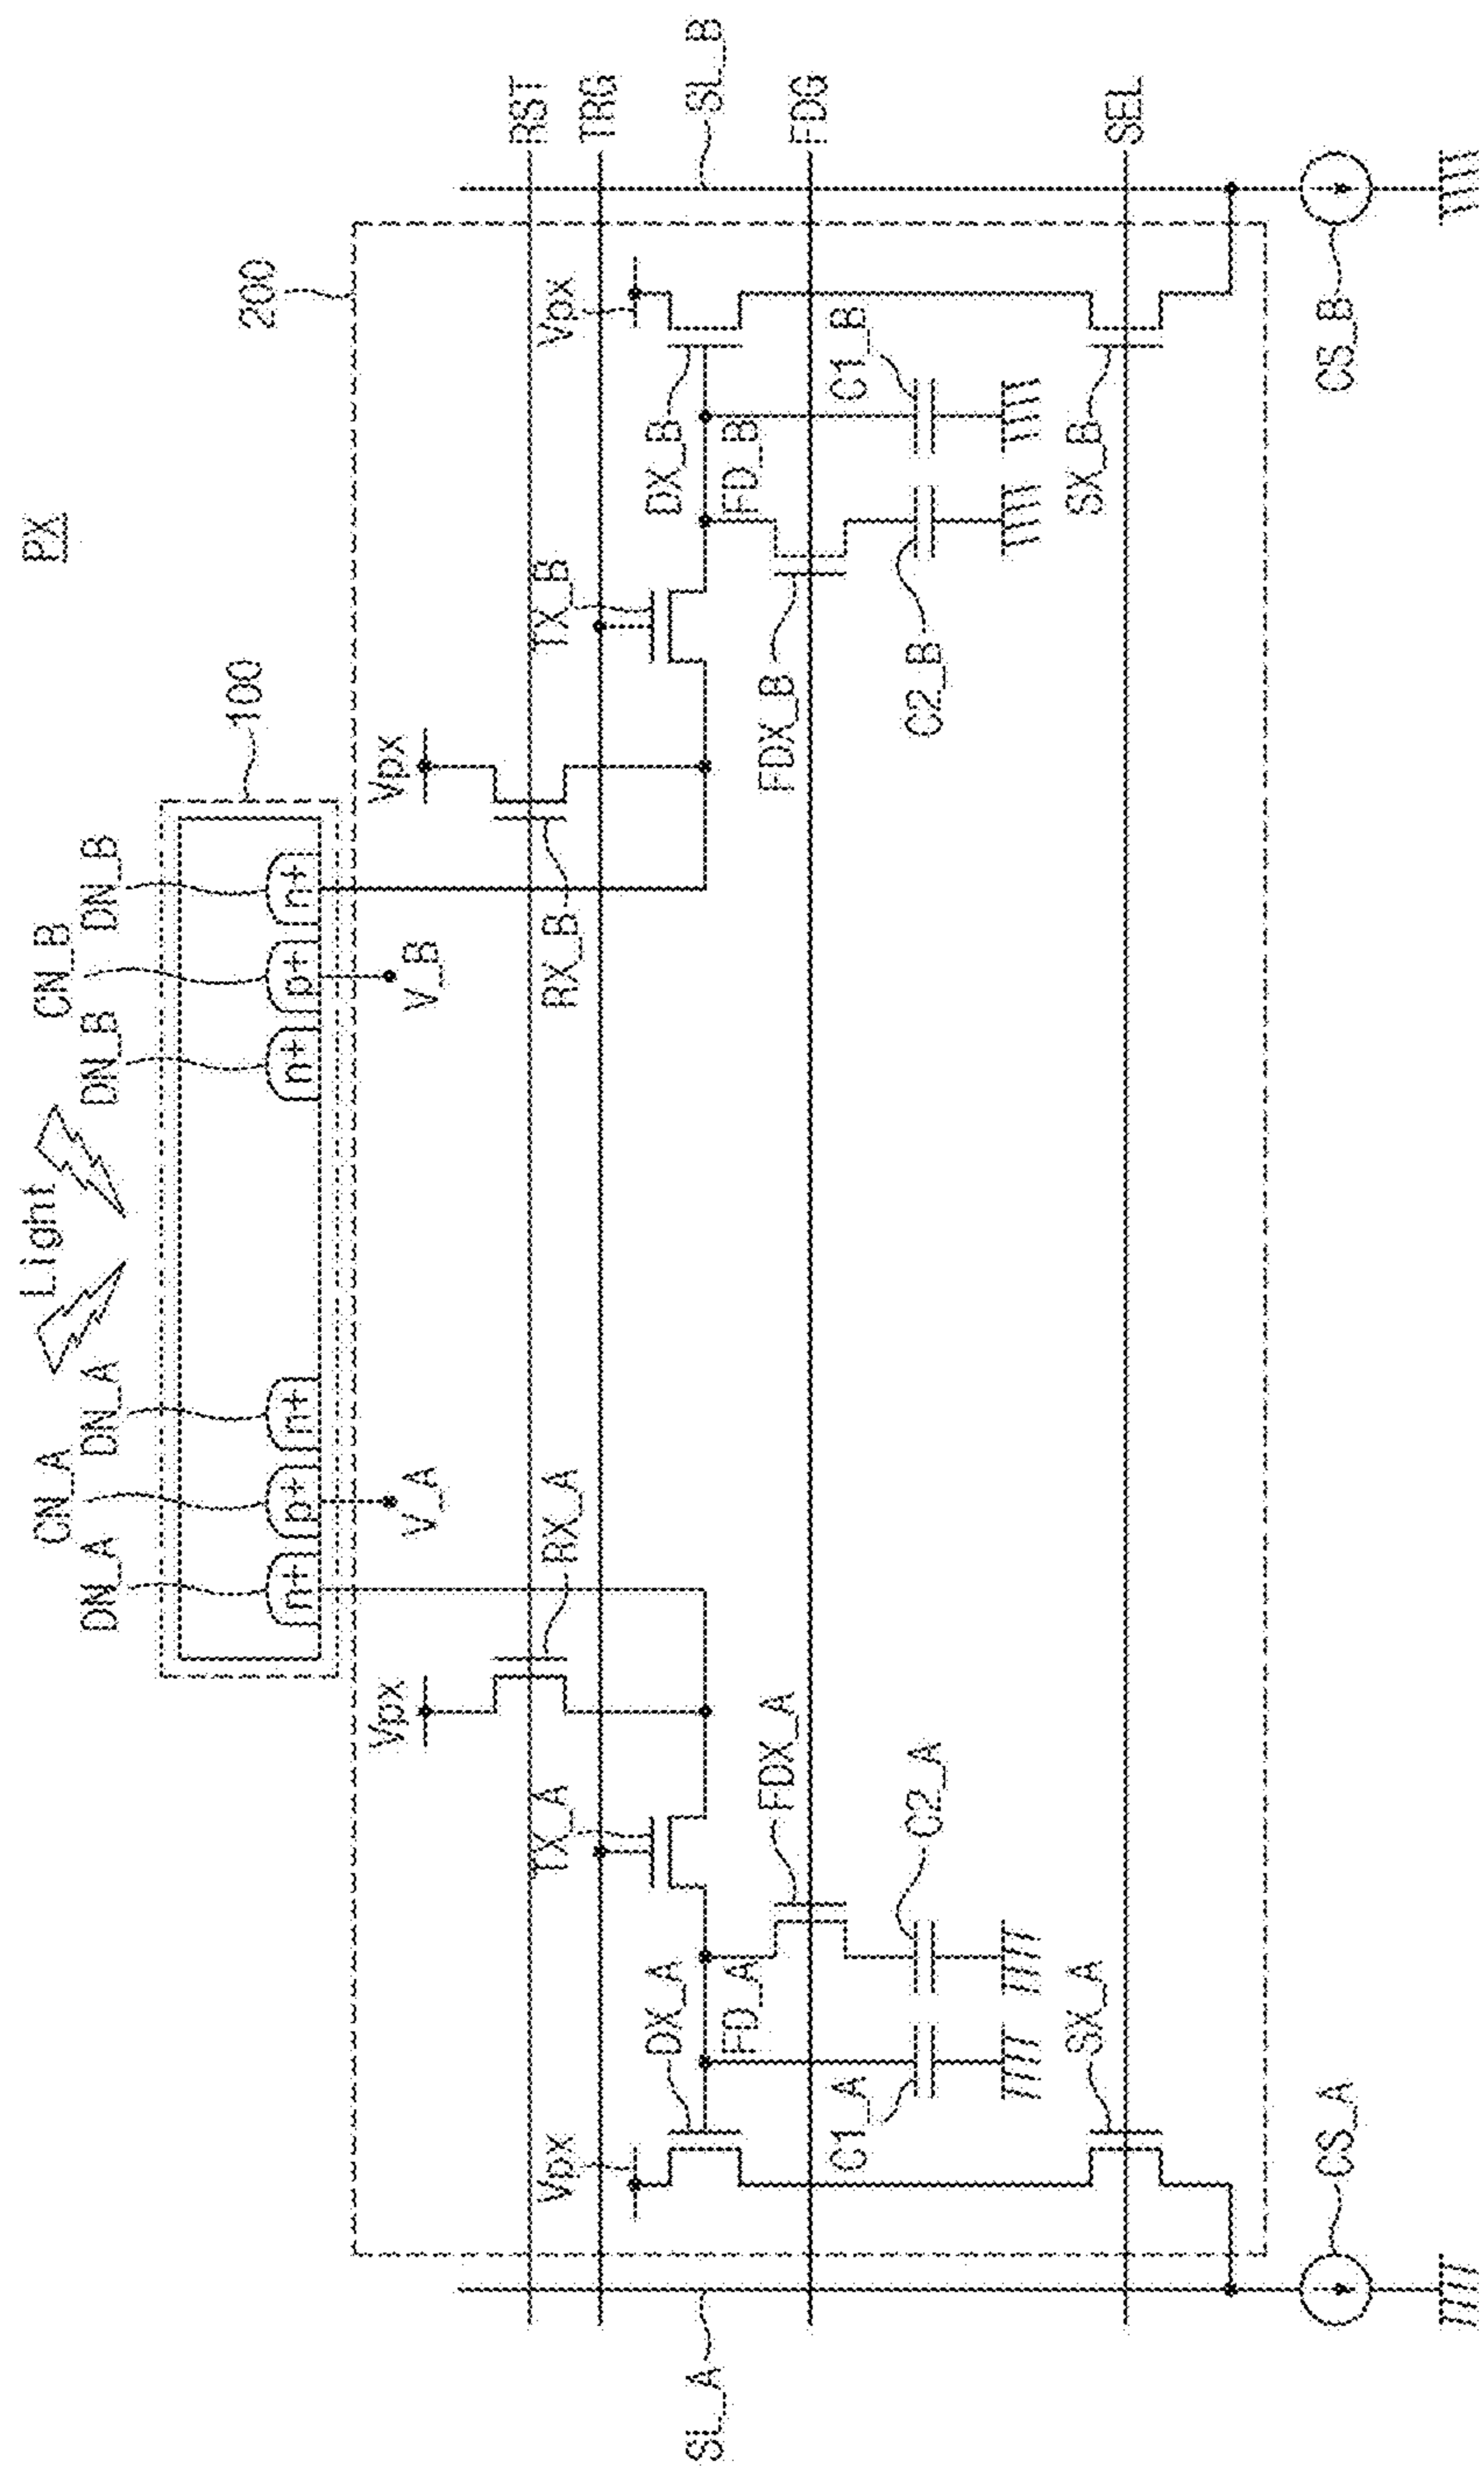 PX
Light
DN_A
CN_A
DN_A
DN_B
CN_B
DN_B
100
n+
p+
n+
n+
p+
n+
200
V_A
V_B
Vpx
Vpx
RST
RX_A
RX_B
TRG
TX_A
TX_B
Vpx
Vpx
DX_A
DX_B
SL_A
SL_B
FD_A
FD_B
FDX_A
FDX_B
FDG
C1_A
C2_A
C2_B
C1_B
SX_A
SX_B
SEL
CS_A
CS_B